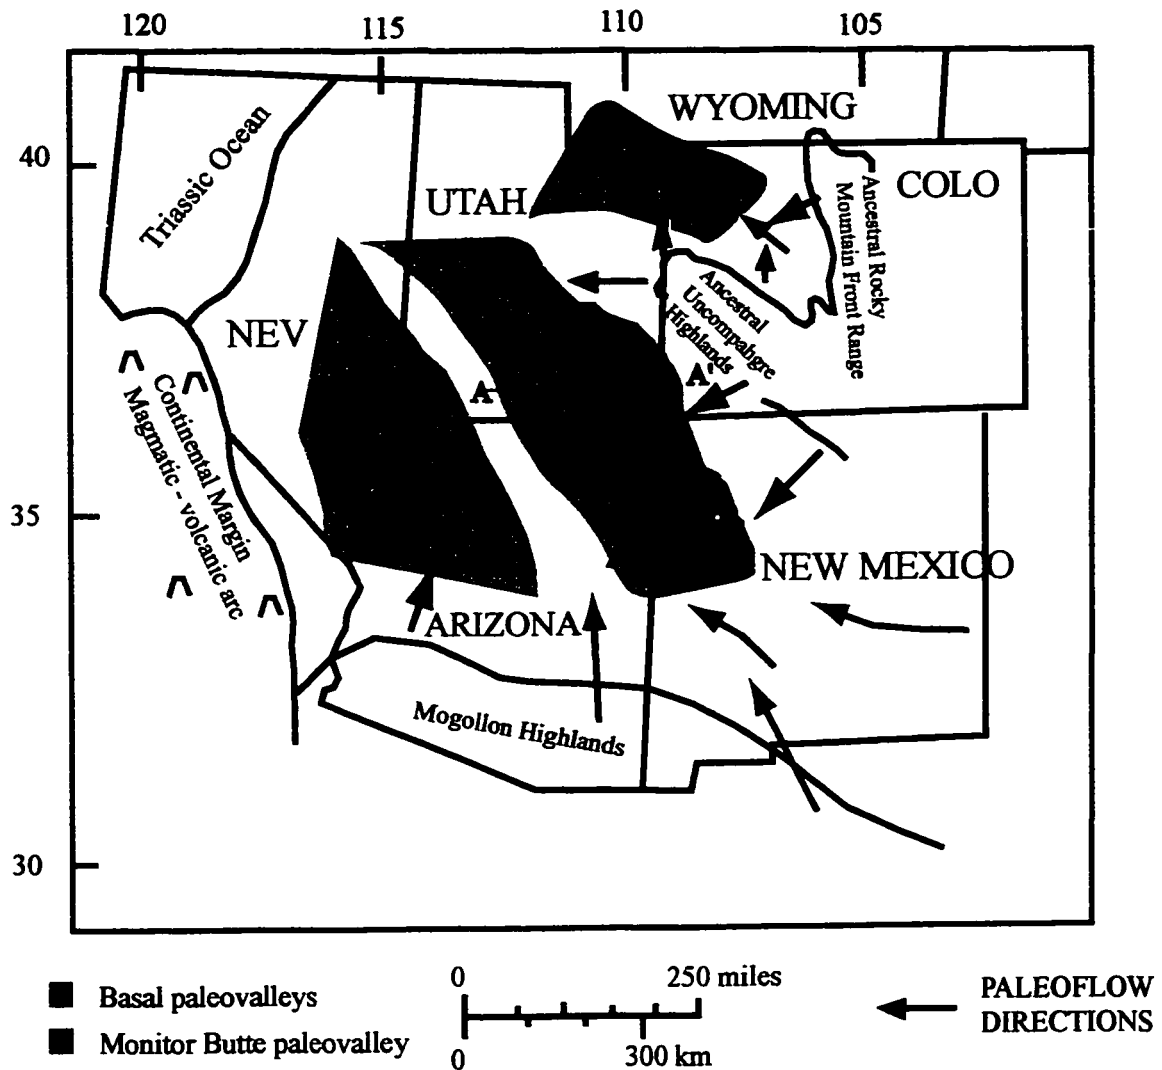 120
115
110
105
WYOMING
40
Triassic Ocean
UTAH
COLO
Ancestral Rocky
Mountain Front Range
Ancestral
Uncompahgre
Highlands
NEV
A
A'
Continental Margin
Magmatic - volcanic arc
35
NEW MEXICO
ARIZONA
Mogollon Highlands
30
Basal paleovalleys
Monitor Butte paleovalley
0
250 miles
0
300 km
PALEOFLOW
DIRECTIONS